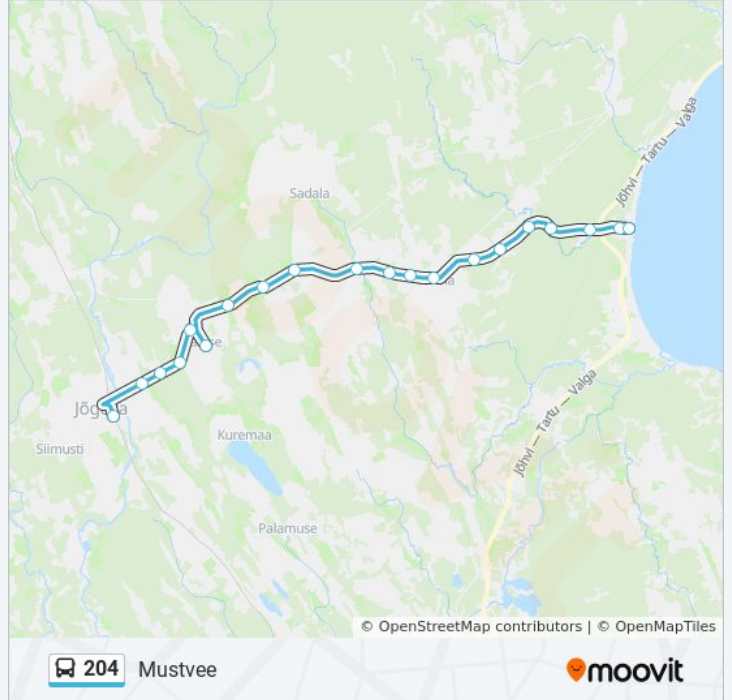 Jõhvi — Tartu — Valga
Sadala
Kuremaa
Siimusti
Jõhvi — Tartu — Valga
Palamuse
© OpenStreetMap contributors | © OpenMapTiles
204 Mustvee
moovit